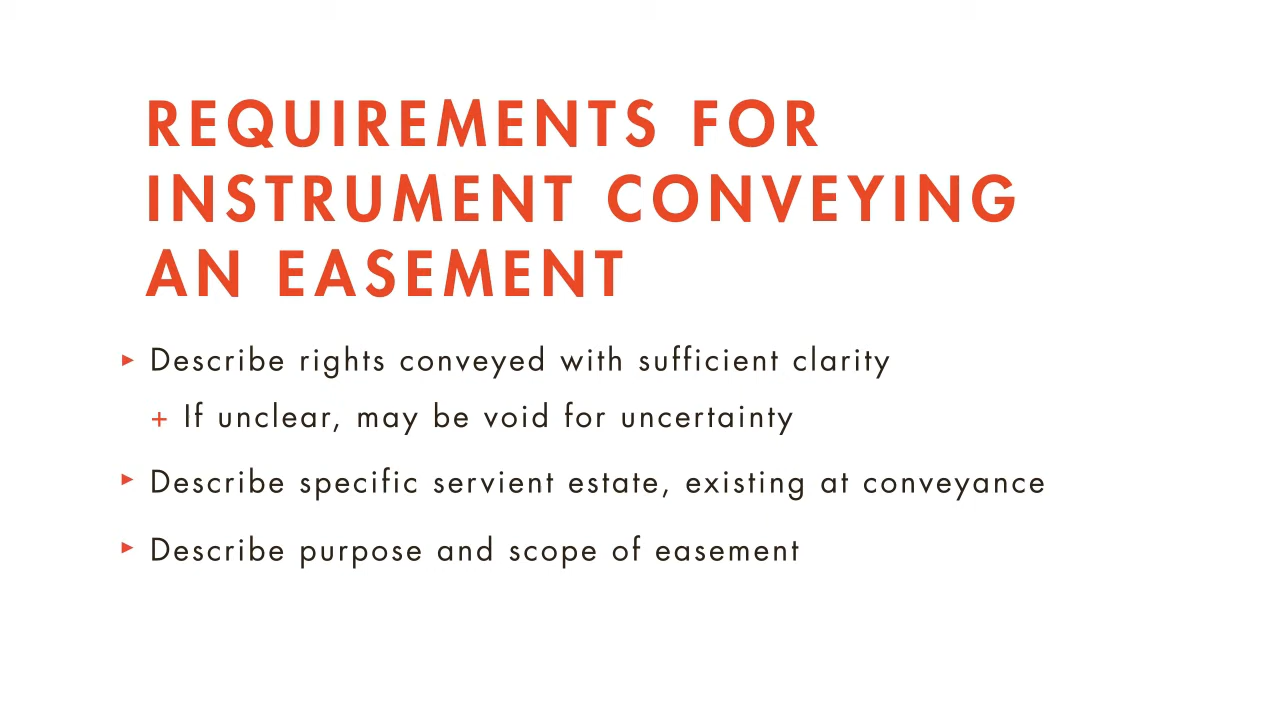 REQUIREMENTS FOR
INSTRUMENT CONVEYING
AN EASEMENT
▸ Describe rights conveyed with sufficient clarity
+ If unclear, may be void for uncertainty
▸ Describe specific servient estate, existing at conveyance
▸ Describe purpose and scope of easement